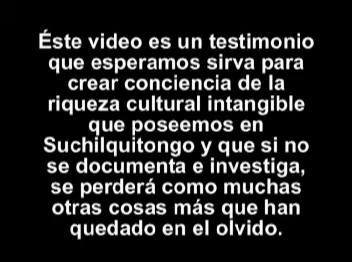 Éste video es un testimonio
que esperamos sirva para
crear conciencia de la
riqueza cultural intangible
que poseemos en
Suchilquitongo y que si no
se documenta e investiga,
se perderá como muchas
otras cosas más que han
quedado en el olvido.